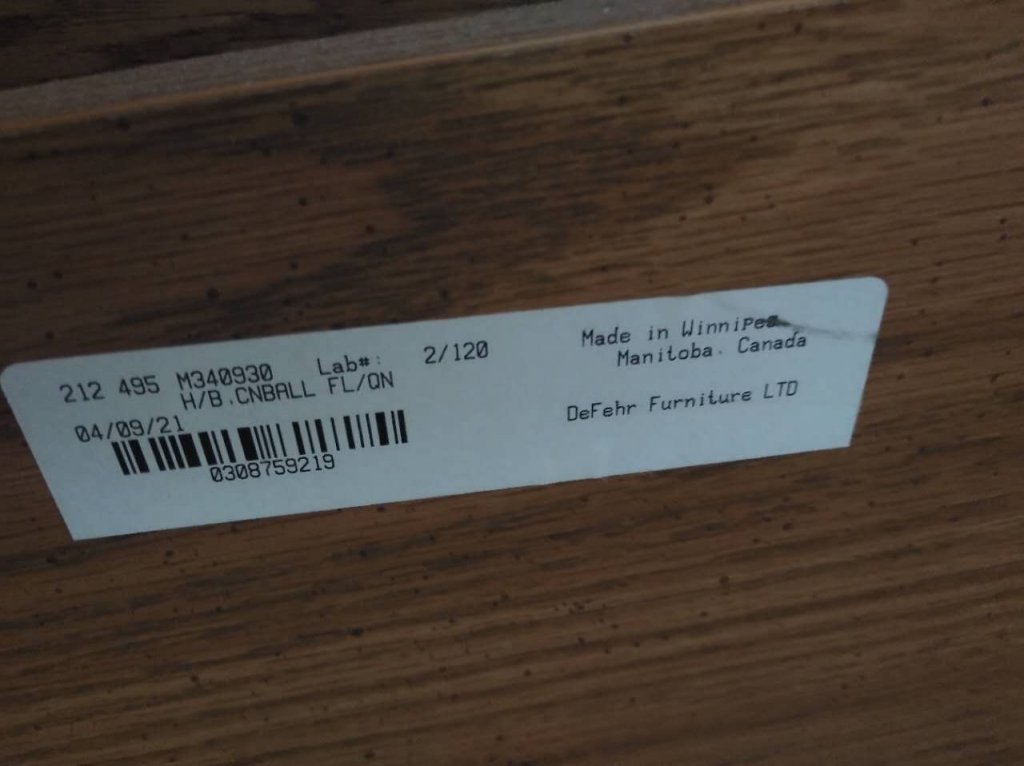 212 495 M340930 Lab#: 2/120
H/B.CNBALL FL/ON
04/09/21
0308759219
Made in Winnipeg
Manitoba. Canada
DeFehr Furniture LTD